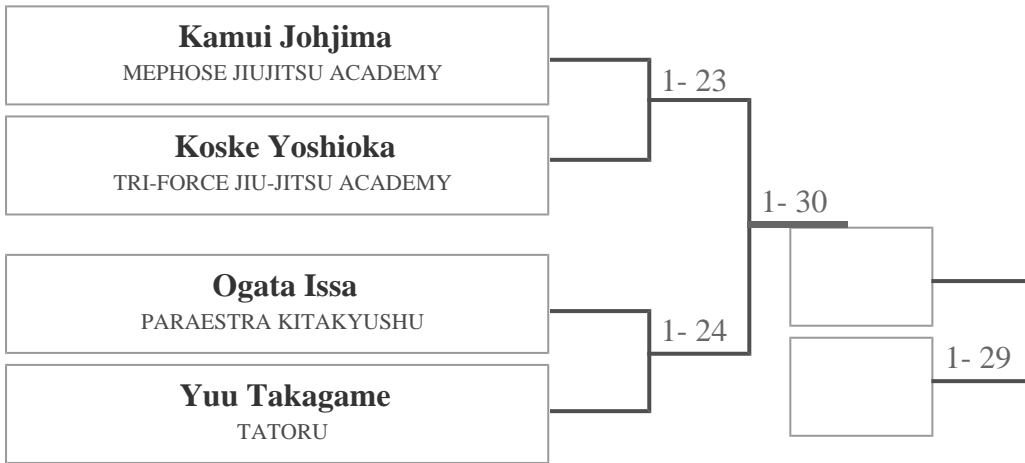 Kamui Johjima
MEPHOSE JIUJITSU ACADEMY
1- 23
Koske Yoshioka
TRI-FORCE JIU-JITSU ACADEMY
1- 30
Ogata Issa
PARAESTRA KITAKYUSHU
1- 24
1- 29
Yuu Takagame
TATORU